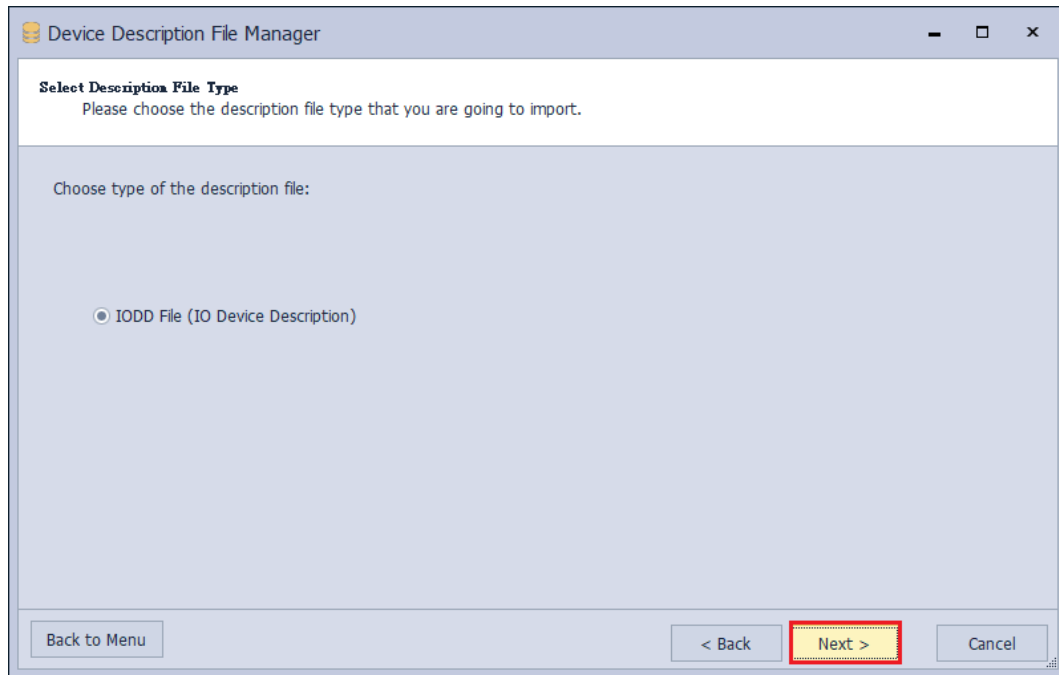 Device Description File Manager
Select Description File Type
Please choose the description file type that you are going to import.
Choose type of the description file:
IODD File (IO Device Description)
Back to Menu
< Back
Next >
Cancel